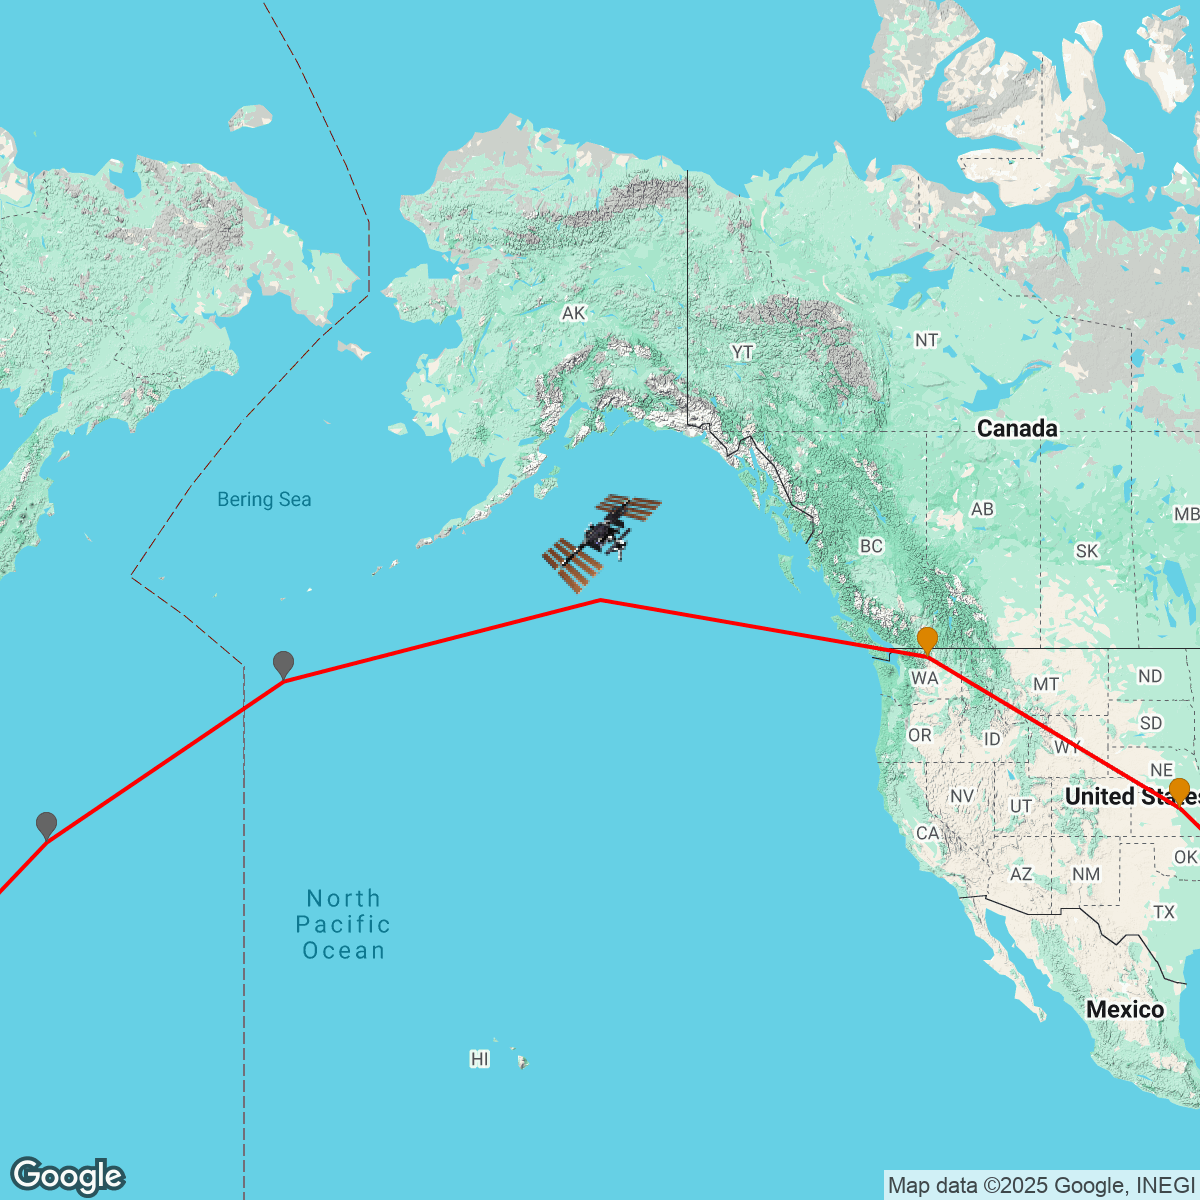 AK
YT
NT
Canada
Bering Sea
AB
MB
BC
SK
WA
MT
ND
OR
ID
WY
SD
NE
NV
UT
United States
CA
OK
AZ
NM
North
Pacific
Ocean
TX
Mexico
HI
Google
Map data ©2025 Google, INEGI